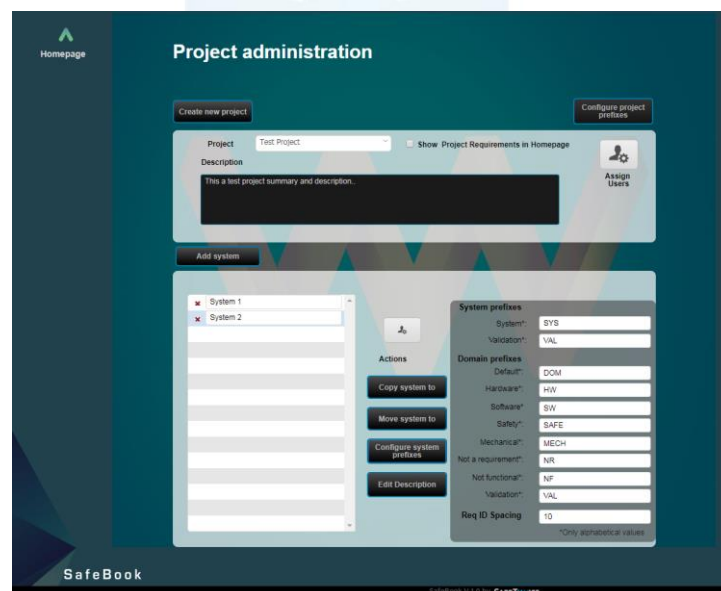 Homepage
Project administration
Create new project
Configure project
prefixes
Project
Test Project
Show Project Requirements in Homepage
Description
This a test project summary and description..
Assign
Users
Add system
System 1
System 2
Actions
Copy system to
Move system to
Configure system
prefixes
Edit Description
System prefixes
System*:
SYS
Validation*:
VAL
Domain prefixes
Default*:
DOM
Hardware*:
HW
Software*
SW
Safety*:
SAFE
Mechanical*:
MECH
Not a requirement*:
NR
Not functional*:
NF
Validation*:
VAL
Req ID Spacing
10
*Only alphabetical values
SafeBook